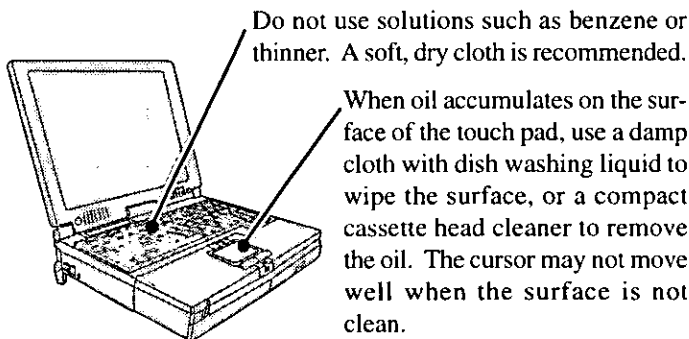 Do not use solutions such as benzene or
thinner. A soft, dry cloth is recommended.
When oil accumulates on the sur-
face of the touch pad, use a damp
cloth with dish washing liquid to
wipe the surface, or a compact
cassette head cleaner to remove
the oil. The cursor may not move
well when the surface is not
clean.